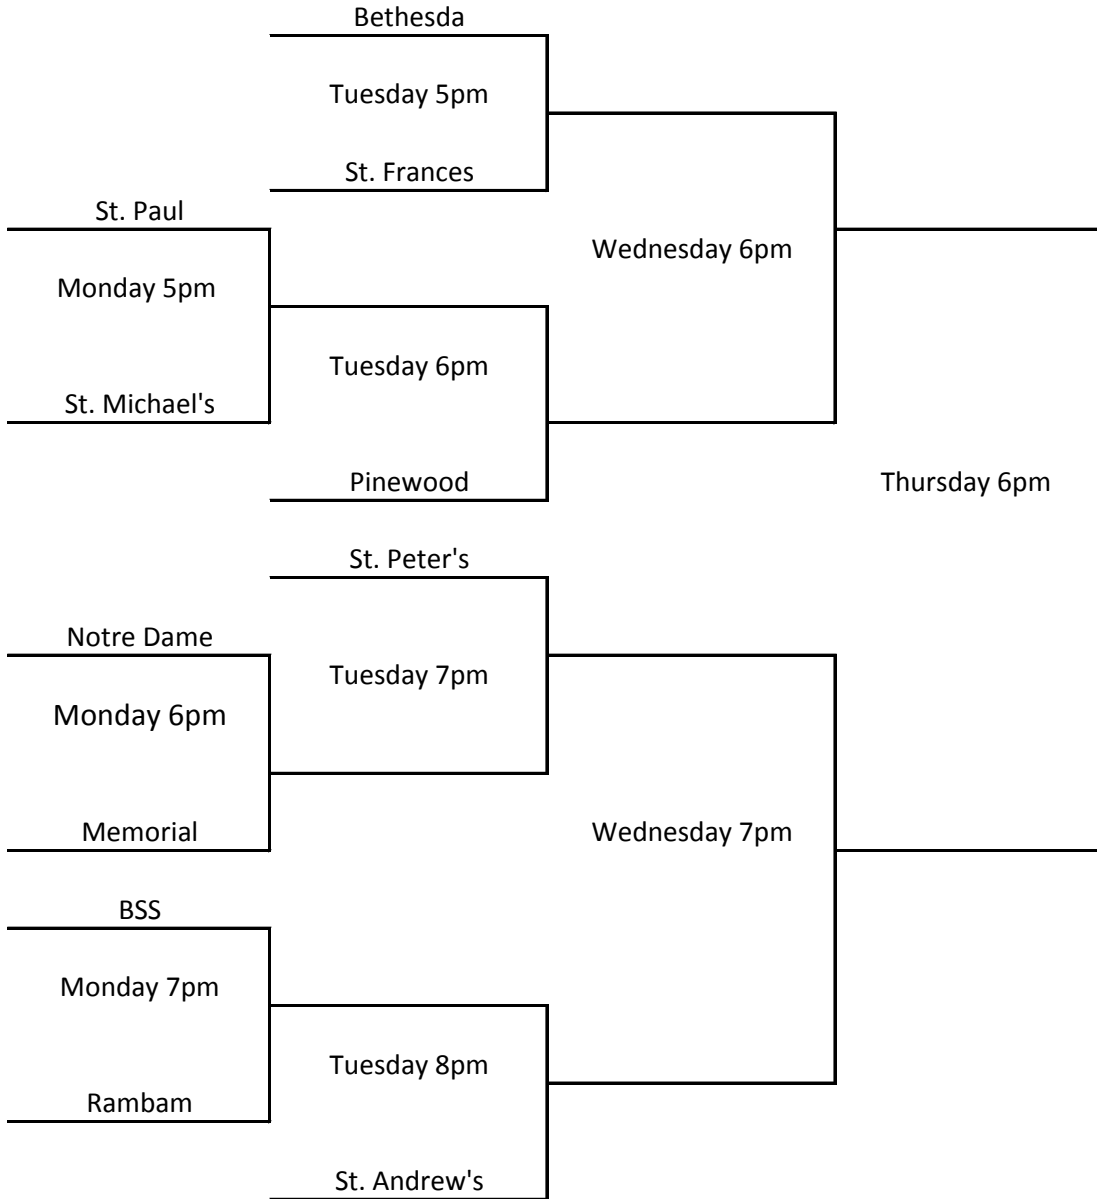 Bethesda
Tuesday 5pm
St. Frances
St. Paul
Wednesday 6pm
Monday 5pm
Tuesday 6pm
St. Michael's
Pinewood
Thursday 6pm
St. Peter's
Notre Dame
Tuesday 7pm
Monday 6pm
Memorial
Wednesday 7pm
BSS
Monday 7pm
Tuesday 8pm
Rambam
St. Andrew's